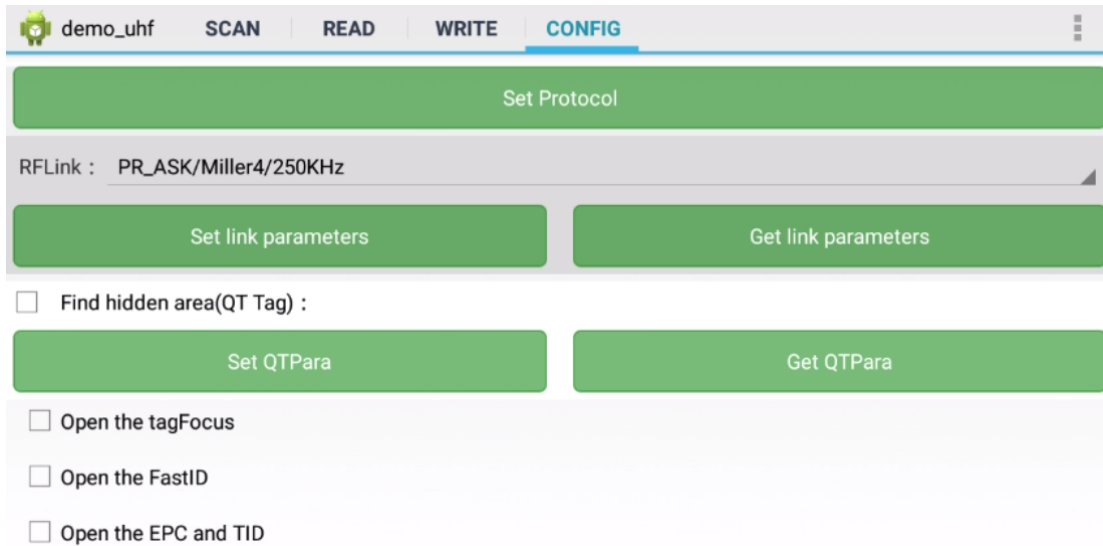 demo_uhf SCAN READ WRITE CONFIG
Set Protocol
RFLink : PR_ASK/Miller4/250KHz
Set link parameters Get link parameters
Find hidden area(QT Tag) :
Set QTPara Get QTPara
Open the tagFocus
Open the FastID
Open the EPC and TID